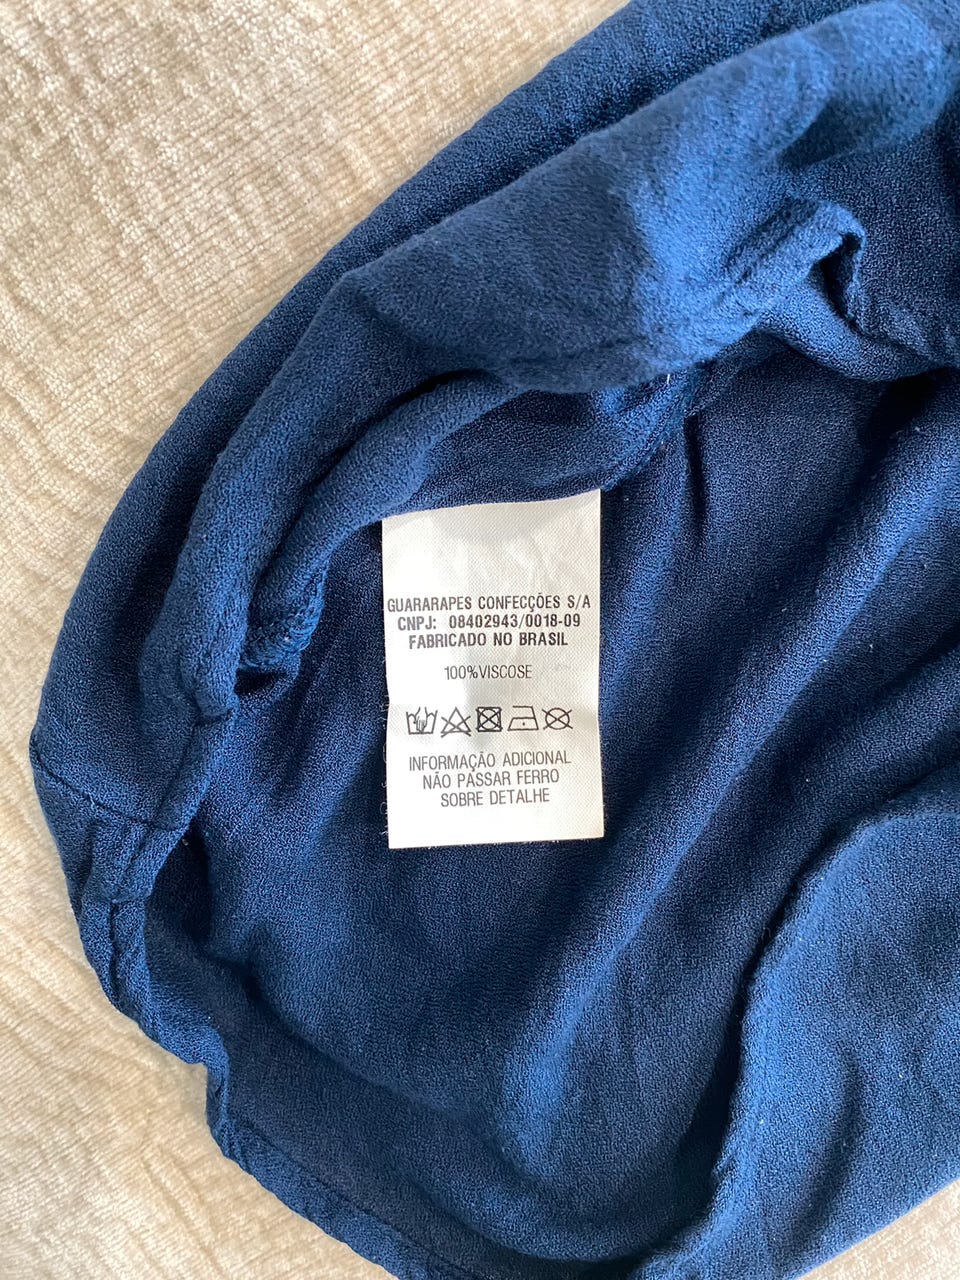 GUARARAPES CONFECÇÕES S/A
CNPJ: 08402943/0018-09
FABRICADO NO BRASIL
100%VISCOSE
INFORMAÇÃO ADICIONAL
NÃO PASSAR FERRO
SOBRE DETALHE